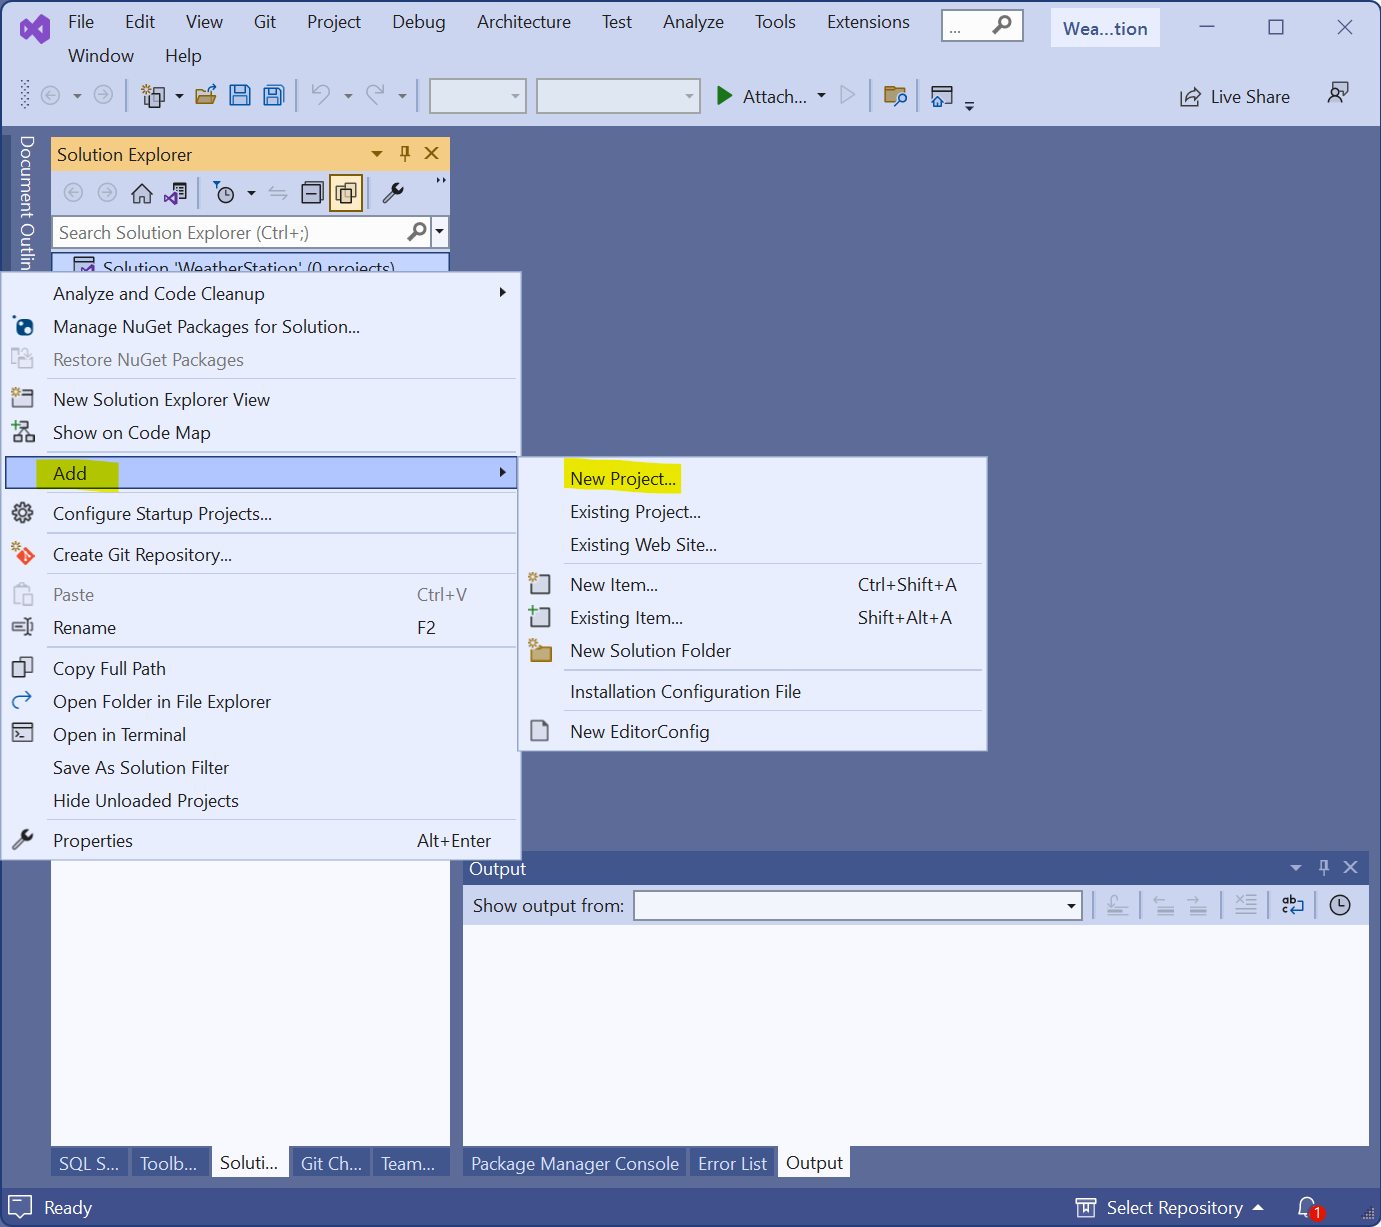 File Edit View Git Project Debug Architecture Test Analyze Tools Extensions ... Wea...tion
Window Help
Attach... Live Share
Document Outlin
Solution Explorer
Search Solution Explorer (Ctrl+;)
Solution 'WeatherStation' (0 projects)
Analyze and Code Cleanup
Manage NuGet Packages for Solution...
Restore NuGet Packages
New Solution Explorer View
Show on Code Map
Add
New Project...
Existing Project...
Existing Web Site...
New Item... Ctrl+Shift+A
Existing Item... Shift+Alt+A
New Solution Folder
Installation Configuration File
New EditorConfig
Configure Startup Projects...
Create Git Repository...
Paste Ctrl+V
Rename F2
Copy Full Path
Open Folder in File Explorer
Open in Terminal
Save As Solution Filter
Hide Unloaded Projects
Properties Alt+Enter
Output
Show output from:
ab
SQL S... Toolb... Soluti... Git Ch... Team...
Package Manager Console Error List Output
Ready Select Repository 1